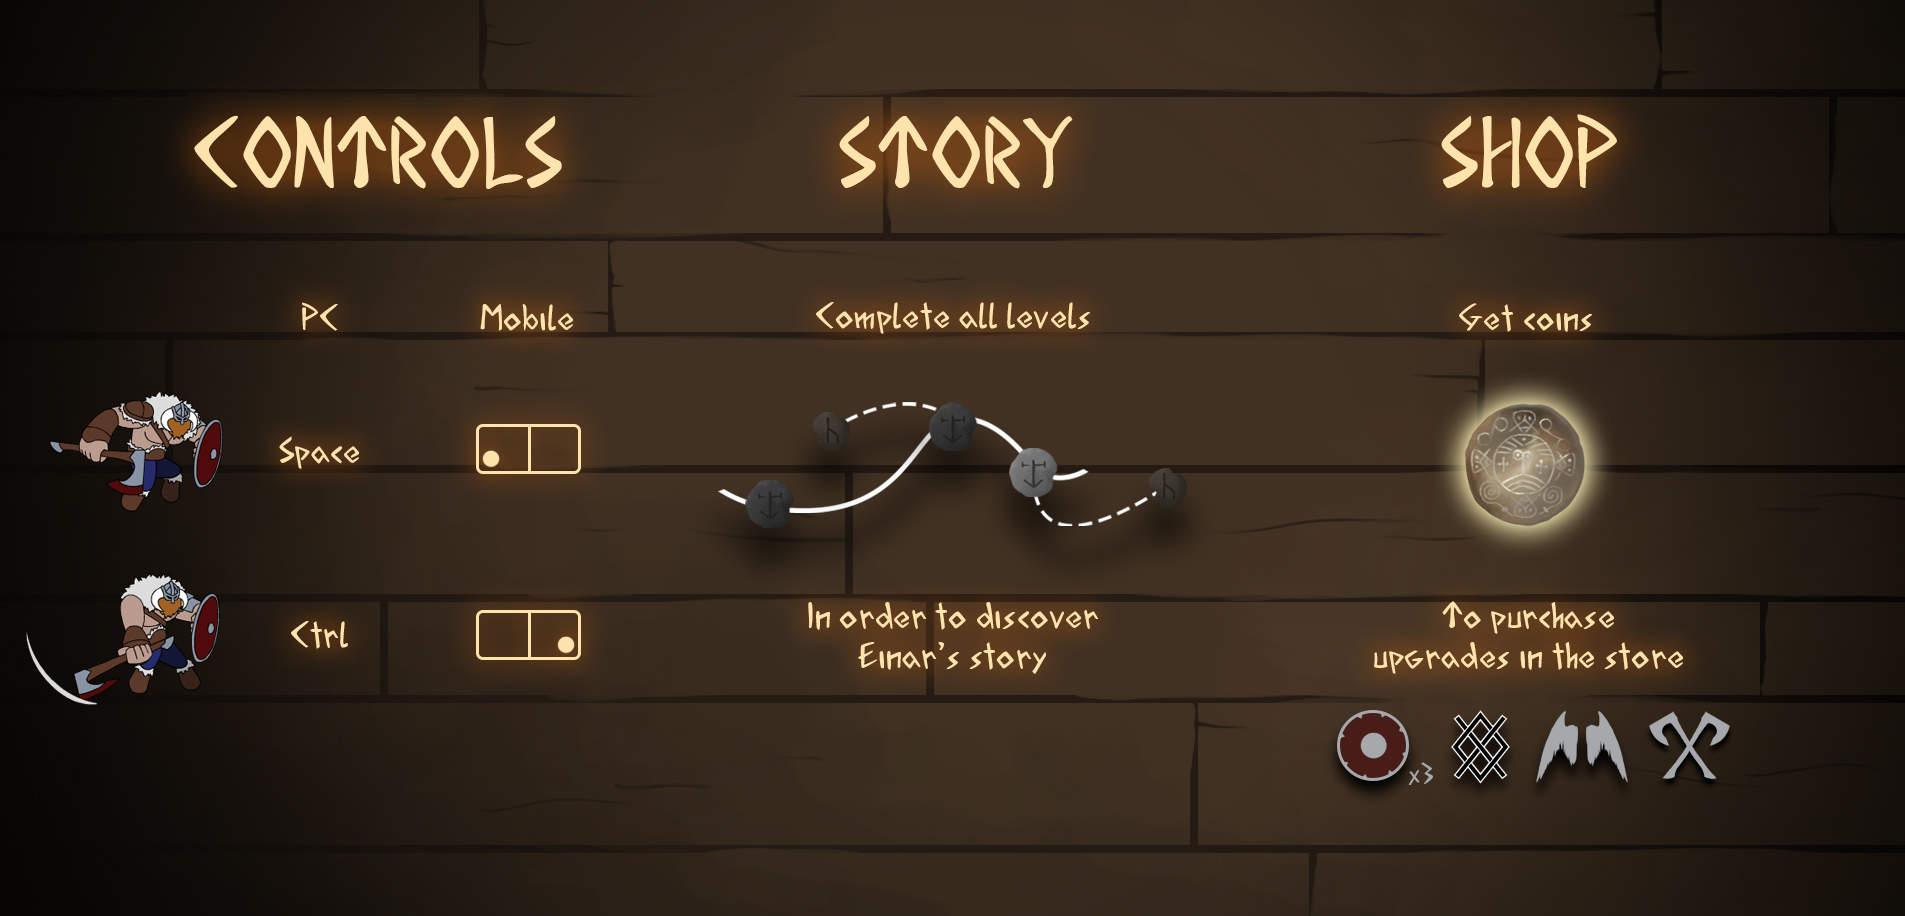 CONTROLS
STORY
SHOP
PC
Mobile
Complete all levels
Get coins
Space
Ctrl
In order to discover
Einar's story
To purchase
upgrades in the store
x3